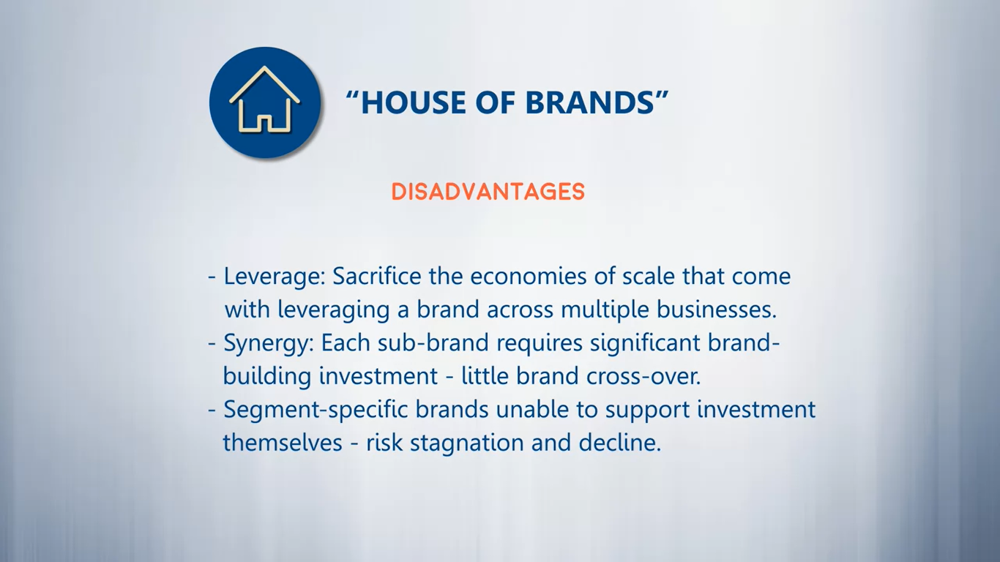 “HOUSE OF BRANDS”
DISADVANTAGES
- Leverage: Sacrifice the economies of scale that come
with leveraging a brand across multiple businesses.
- Synergy: Each sub-brand requires significant brand-
building investment - little brand cross-over.
- Segment-specific brands unable to support investment
themselves - risk stagnation and decline.